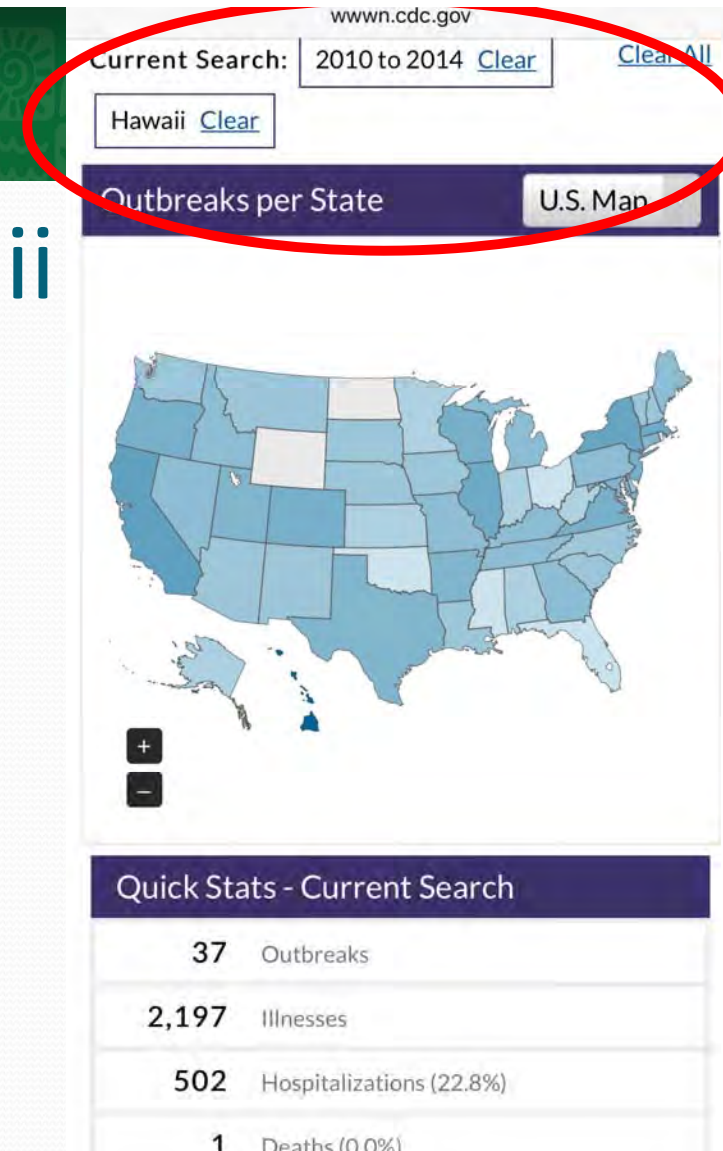 wwwn.cdc.gov
Current Search: 2010 to 2014 Clear Clear All
Hawaii Clear
Outbreaks per State U.S. Map
ii
+
–
Quick Stats - Current Search
37 Outbreaks
2,197 Illnesses
502 Hospitalizations (22.8%)
1 Deaths (0.0%)